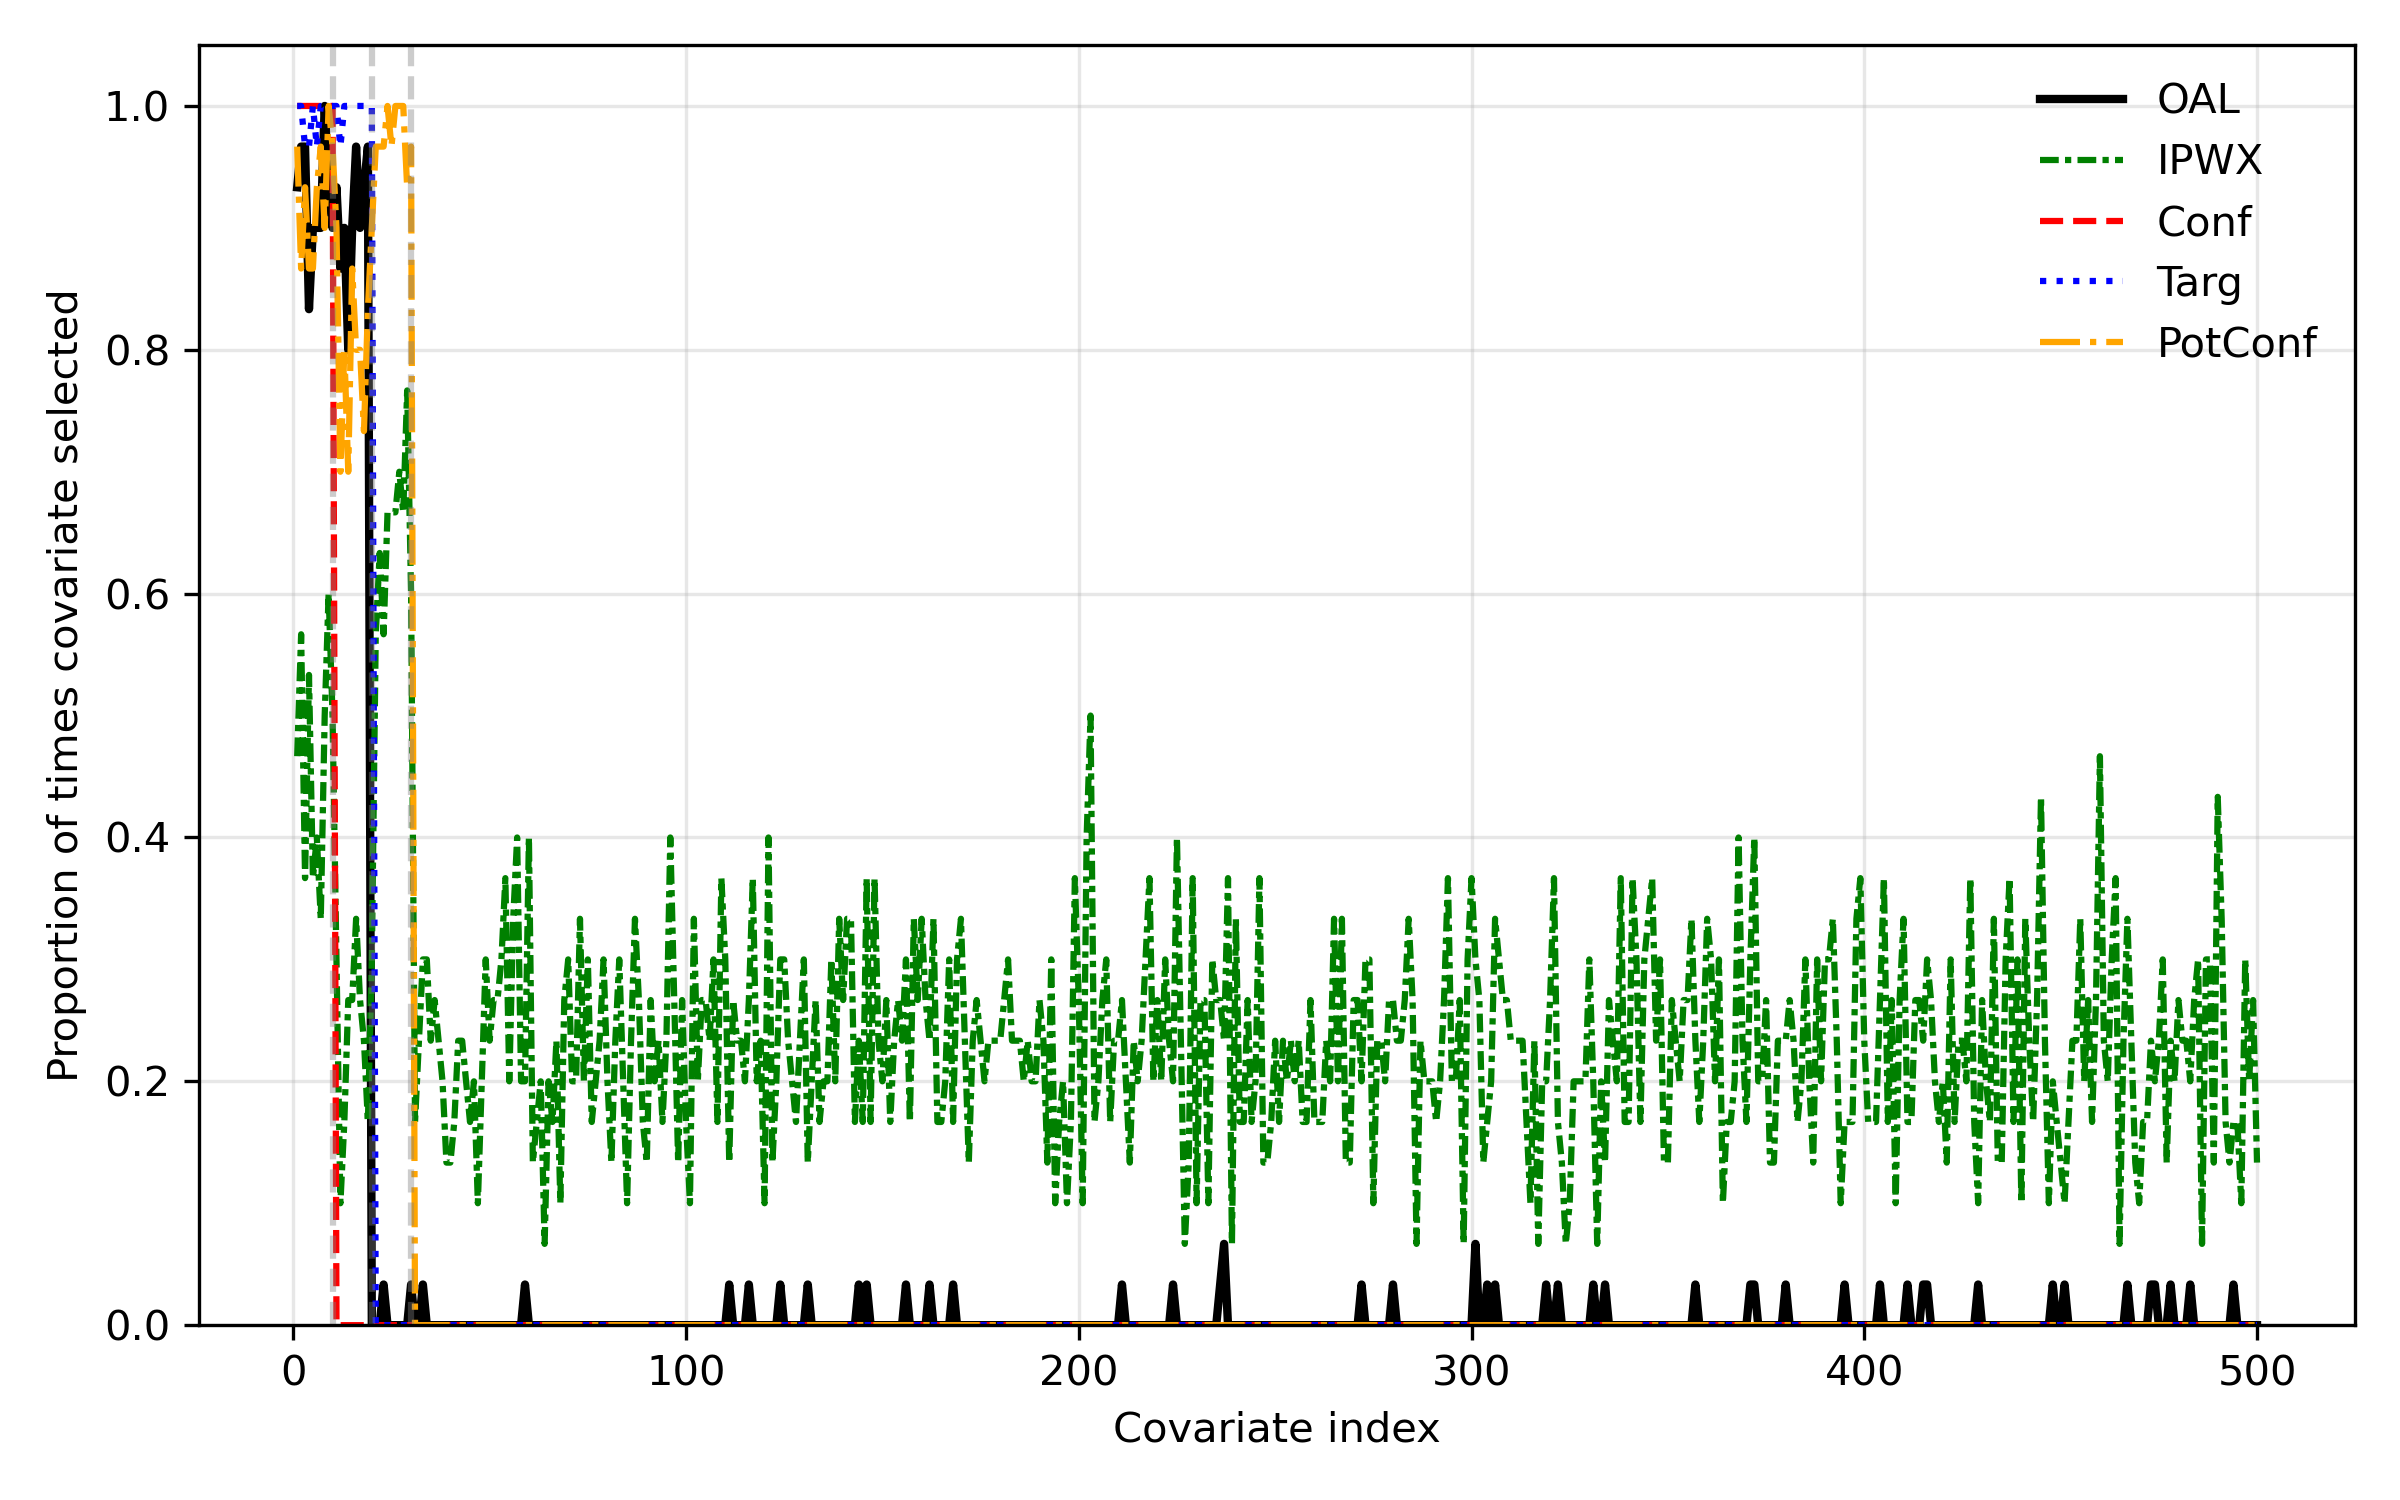 1.0
0.8
0.6
0.4
0.2
0.0
Proportion of times covariate selected
OAL
IPWX
Conf
Targ
PotConf
0 100 200 300 400 500
Covariate index